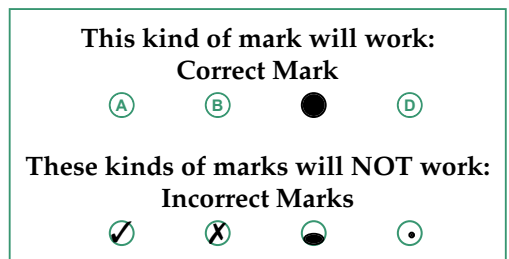 This kind of mark will work:
Correct Mark
A B D
These kinds of marks will NOT work:
Incorrect Marks